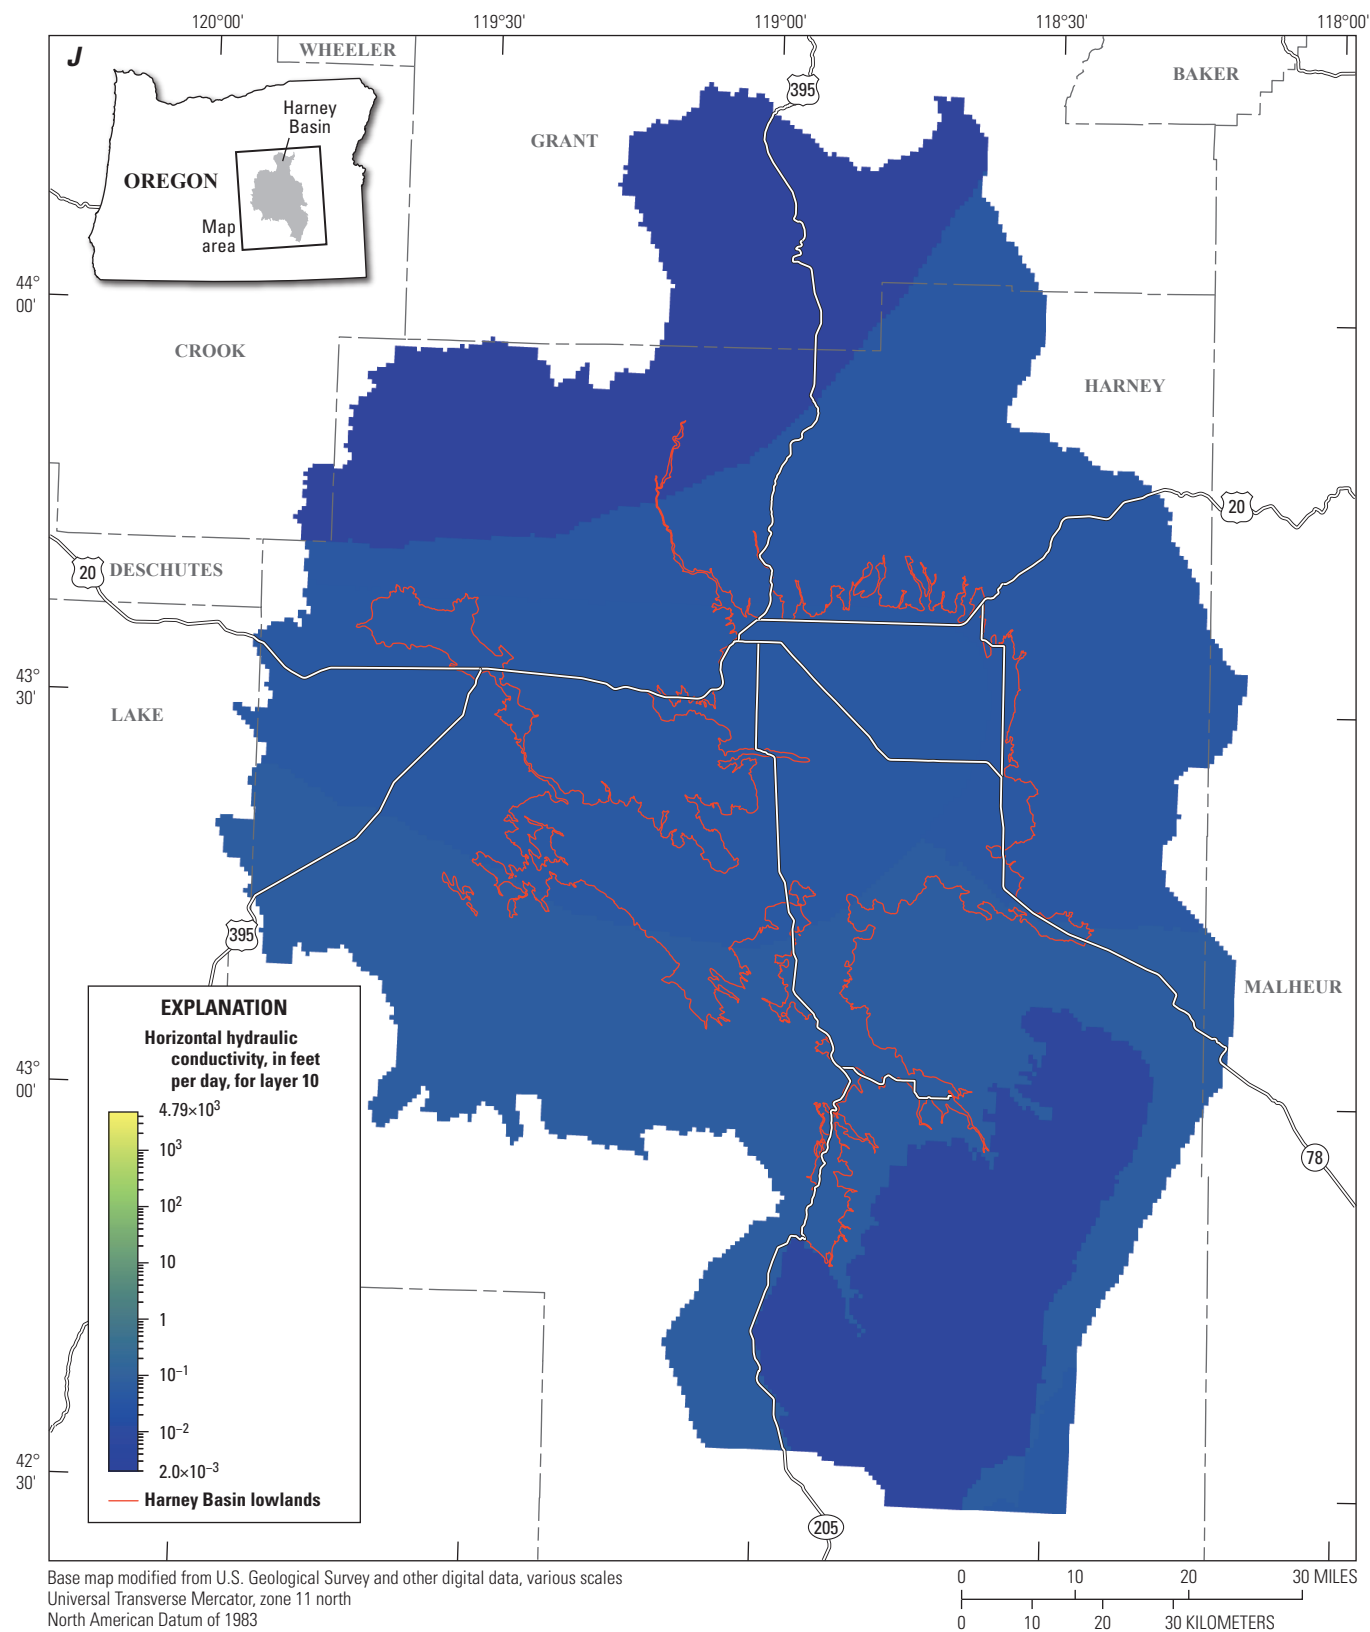 120°00'
119°30'
119°00'
118°30'
118°00'
J
WHEELER
BAKER
395
Harney
Basin
GRANT
OREGON
Map
area
44°
00'
CROOK
HARNEY
20
20
DESCHUTES
43°
30'
LAKE
395
MALHEUR
EXPLANATION
Horizontal hydraulic
conductivity, in feet
per day, for layer 10
4.79×10³
10³
10²
10
1
10⁻¹
10⁻²
2.0×10⁻³
Harney Basin lowlands
43°
00'
78
42°
30'
205
Base map modified from U.S. Geological Survey and other digital data, various scales
Universal Transverse Mercator, zone 11 north
North American Datum of 1983
0 10 20 30 MILES
0 10 20 30 KILOMETERS